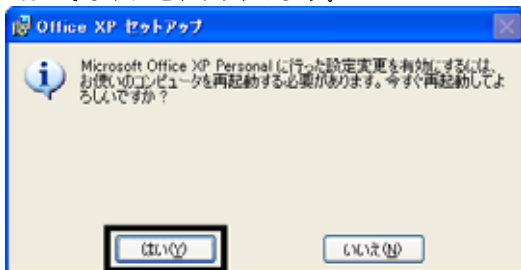 Office XP セットアップ
Microsoft Office XP Personal に行った設定変更を有効にするには、
お使いのコンピュータを再起動する必要があります。今すぐ再起動してよ
ろしいですか？
はい(Y)
いいえ(N)